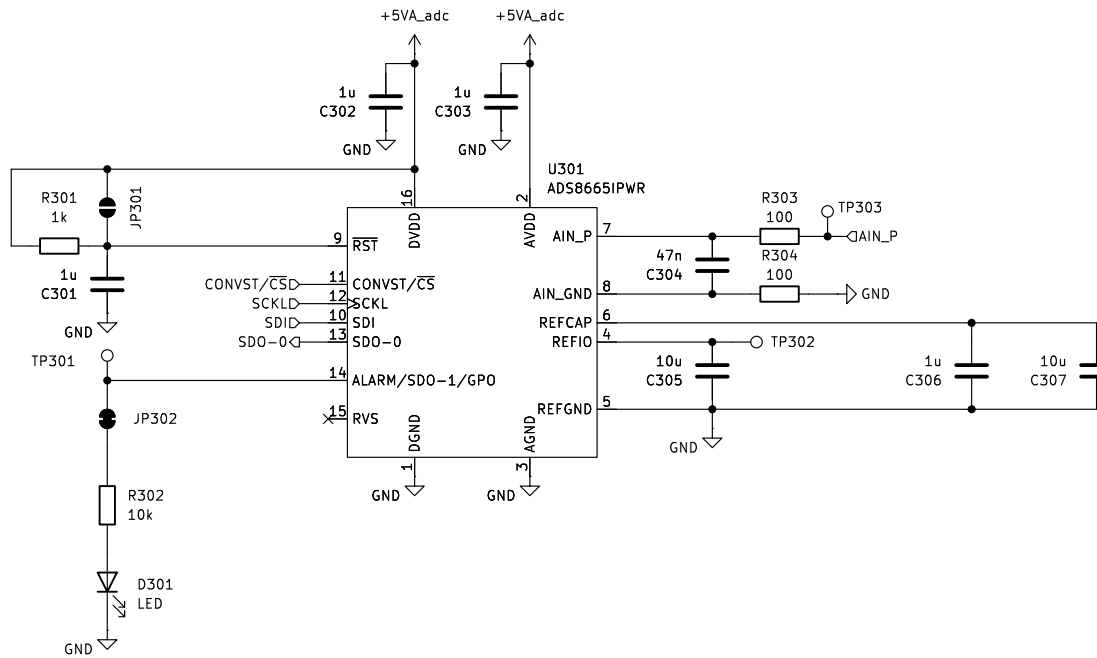 +5VA_adc
+5VA_adc
1u
C302
1u
C303
GND
GND
U301
ADS8665IPWR
R301
1k
JP301
16
DVDD
2
AVDD
R303
100
TP303
9
RST
AIN_P
7
AIN_P
47n
C304
R304
100
1u
C301
CONVST/CS
11
CONVST/CS
SCKL
12
SCKL
AIN_GND
8
GND
GND
SDI
10
SDI
REFCAP
6
SDO-0
13
SDO-0
REFIO
4
TP302
TP301
10u
C305
1u
C306
10u
C307
14
ALARM/SDO-1/GPO
JP302
15
RVS
REFGND
5
DGND
1
AGND
3
GND
GND
GND
R302
10k
D301
LED
GND